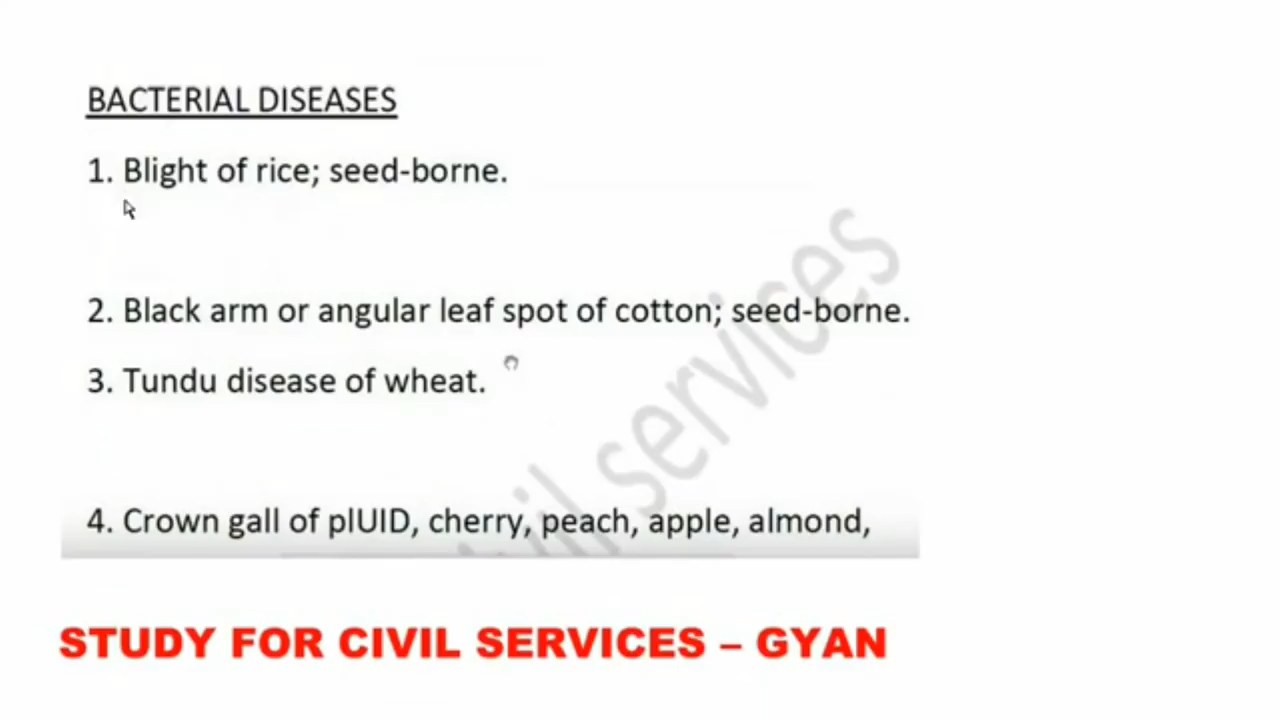 BACTERIAL DISEASES
1. Blight of rice; seed-borne.
2. Black arm or angular leaf spot of cotton; seed-borne.
3. Tundu disease of wheat.
4. Crown gall of plUID, cherry, peach, apple, almond,
civil services
STUDY FOR CIVIL SERVICES – GYAN